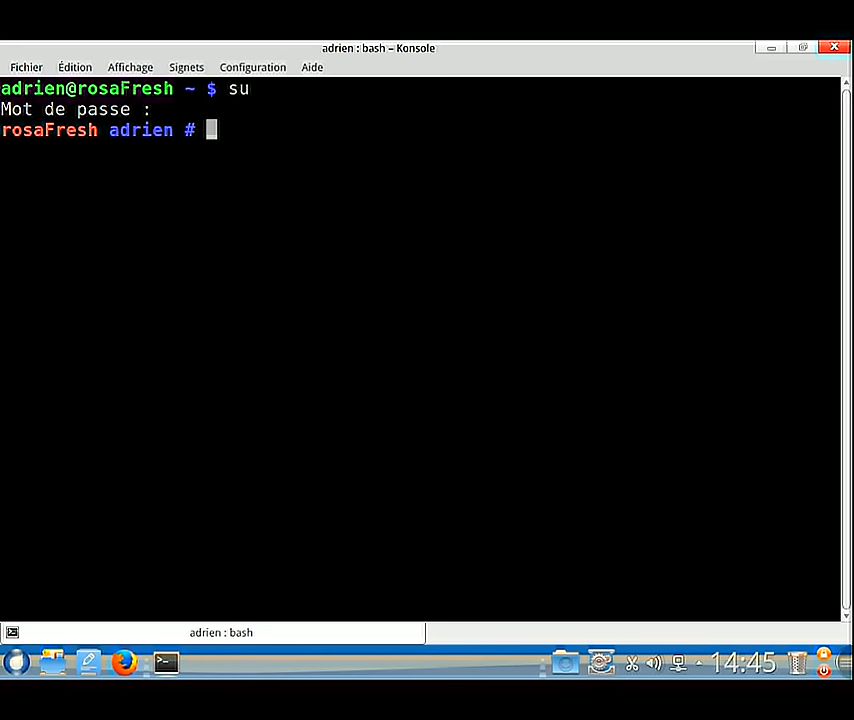 adrien : bash – Konsole
Fichier Édition Affichage Signets Configuration Aide
adrien@rosaFresh ~ $ su
Mot de passe :
rosaFresh adrien #
adrien : bash
14:45